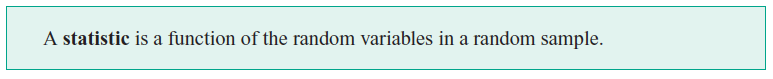 A statistic is a function of the random variables in a random sample.